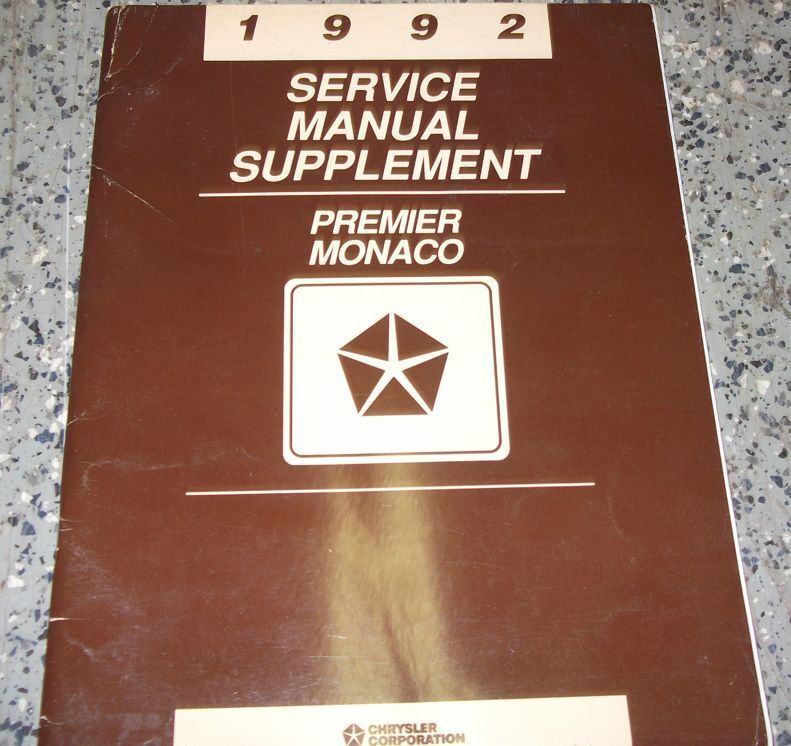 1 9 9 2
SERVICE
MANUAL
SUPPLEMENT
PREMIER
MONACO
CHRYSLER
CORPORATION